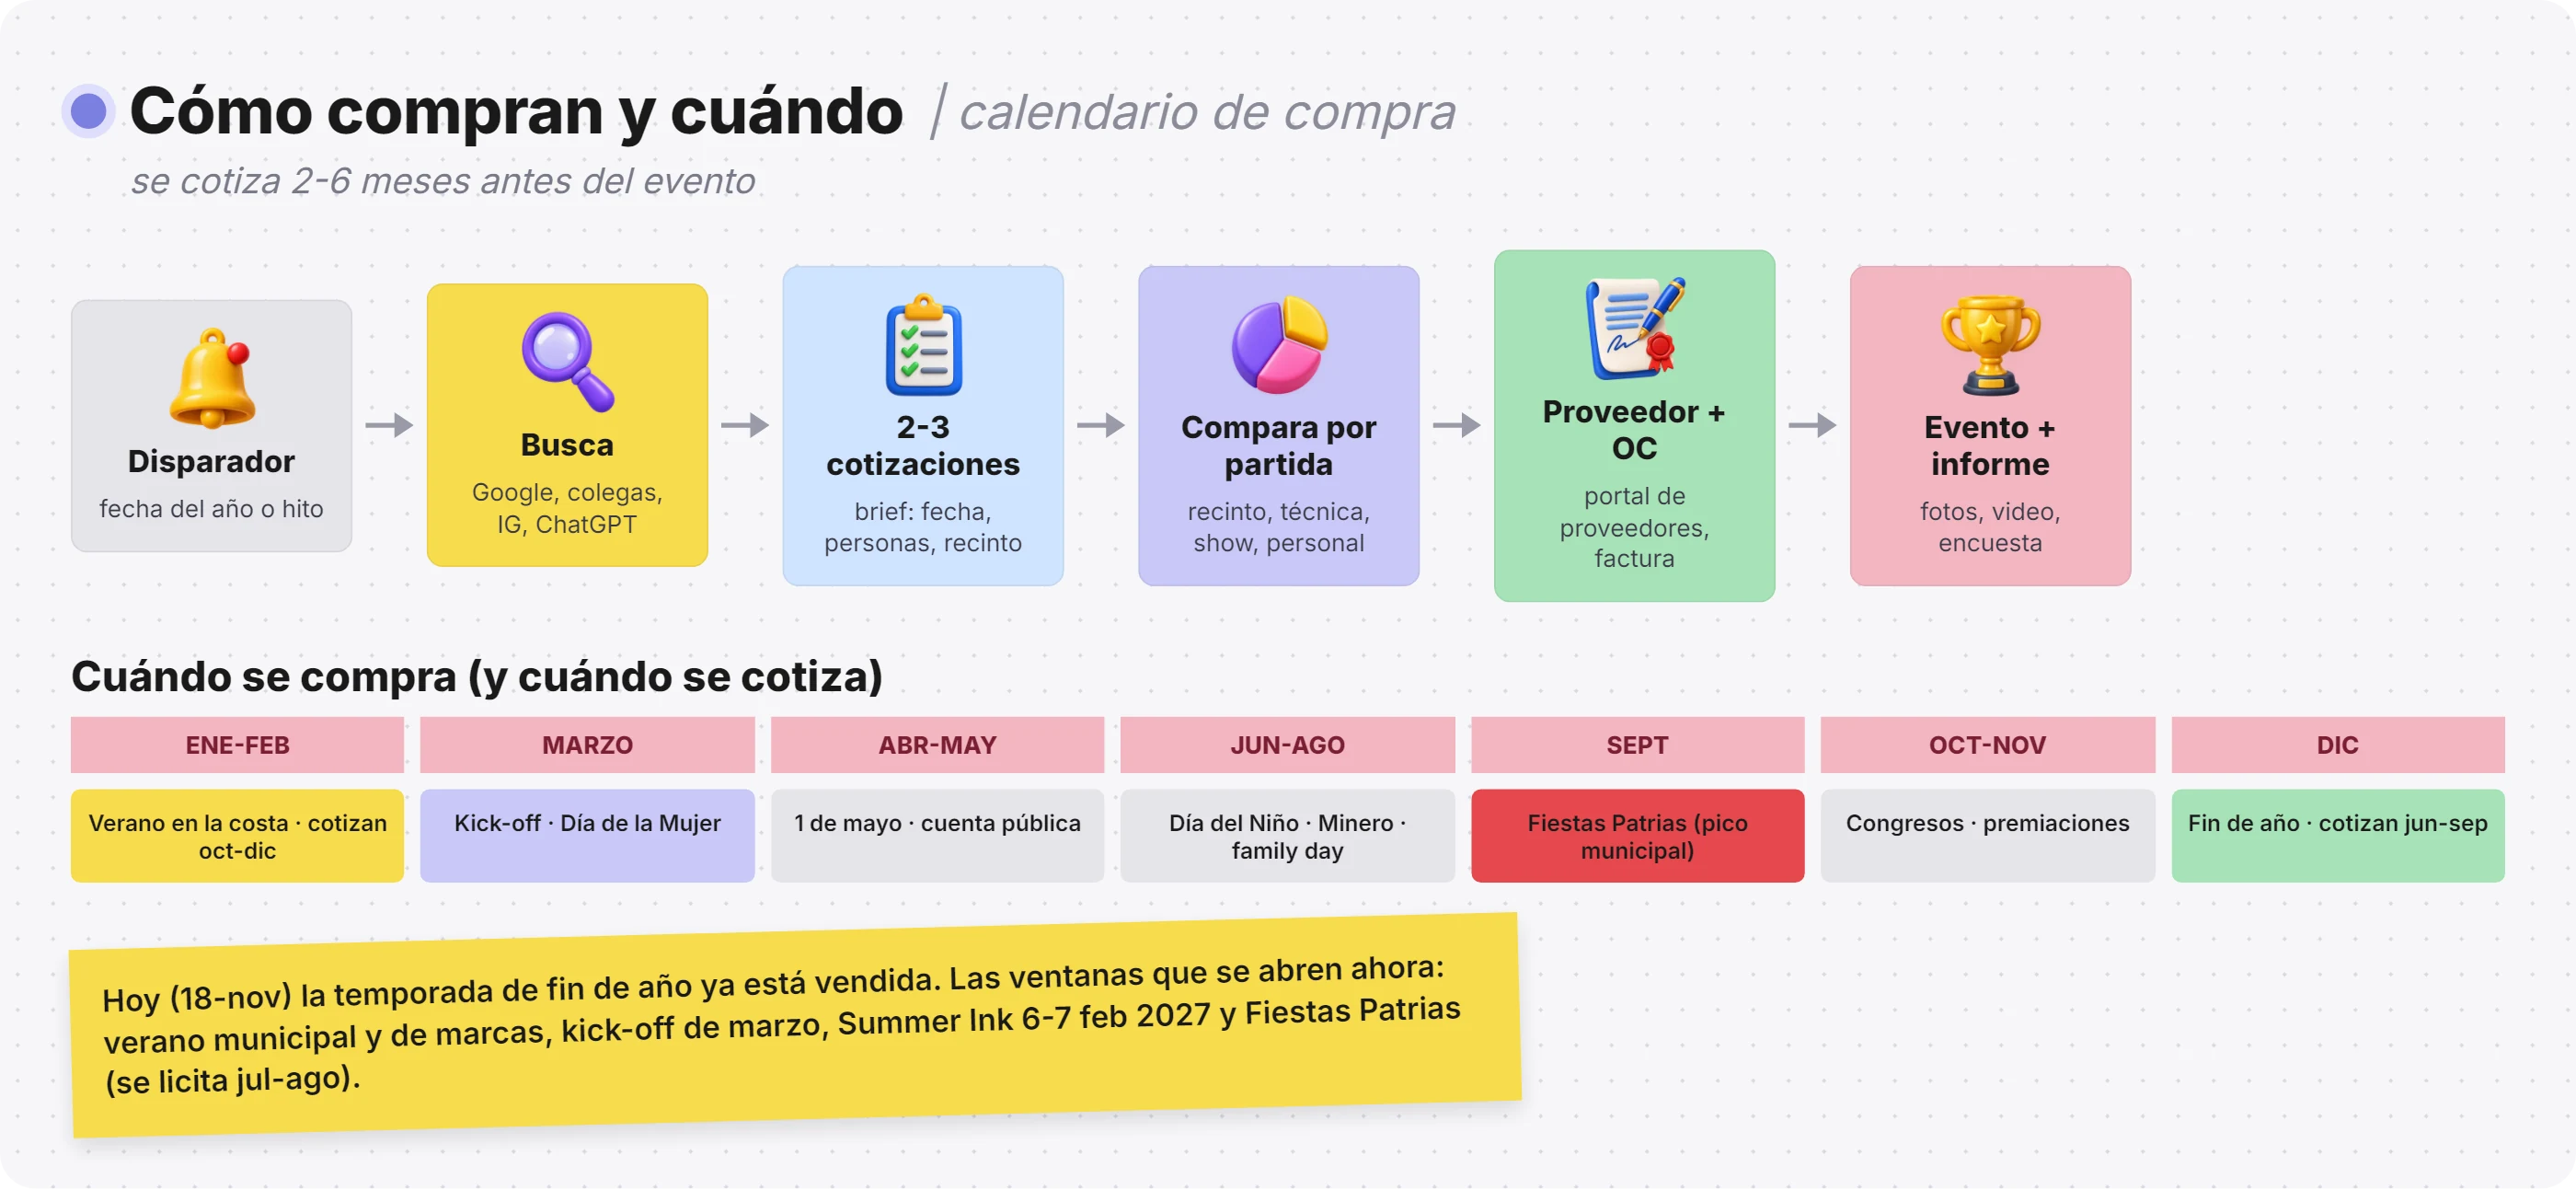 Cómo compran y cuándo | calendario de compra
se cotiza 2-6 meses antes del evento
Disparador
fecha del año o hito
Busca
Google, colegas,
IG, ChatGPT
2-3
cotizaciones
brief: fecha,
personas, recinto
Compara por
partida
recinto, técnica,
show, personal
Proveedor +
OC
portal de
proveedores,
factura
Evento +
informe
fotos, video,
encuesta
Cuándo se compra (y cuándo se cotiza)
ENE-FEB
MARZO
ABR-MAY
JUN-AGO
SEPT
OCT-NOV
DIC
Verano en la costa · cotizan
oct-dic
Kick-off · Día de la Mujer
1 de mayo · cuenta pública
Día del Niño · Minero ·
family day
Fiestas Patrias (pico
municipal)
Congresos · premiaciones
Fin de año · cotizan jun-sep
Hoy (18-nov) la temporada de fin de año ya está vendida. Las ventanas que se abren ahora:
verano municipal y de marcas, kick-off de marzo, Summer Ink 6-7 feb 2027 y Fiestas Patrias
(se licita jul-ago).